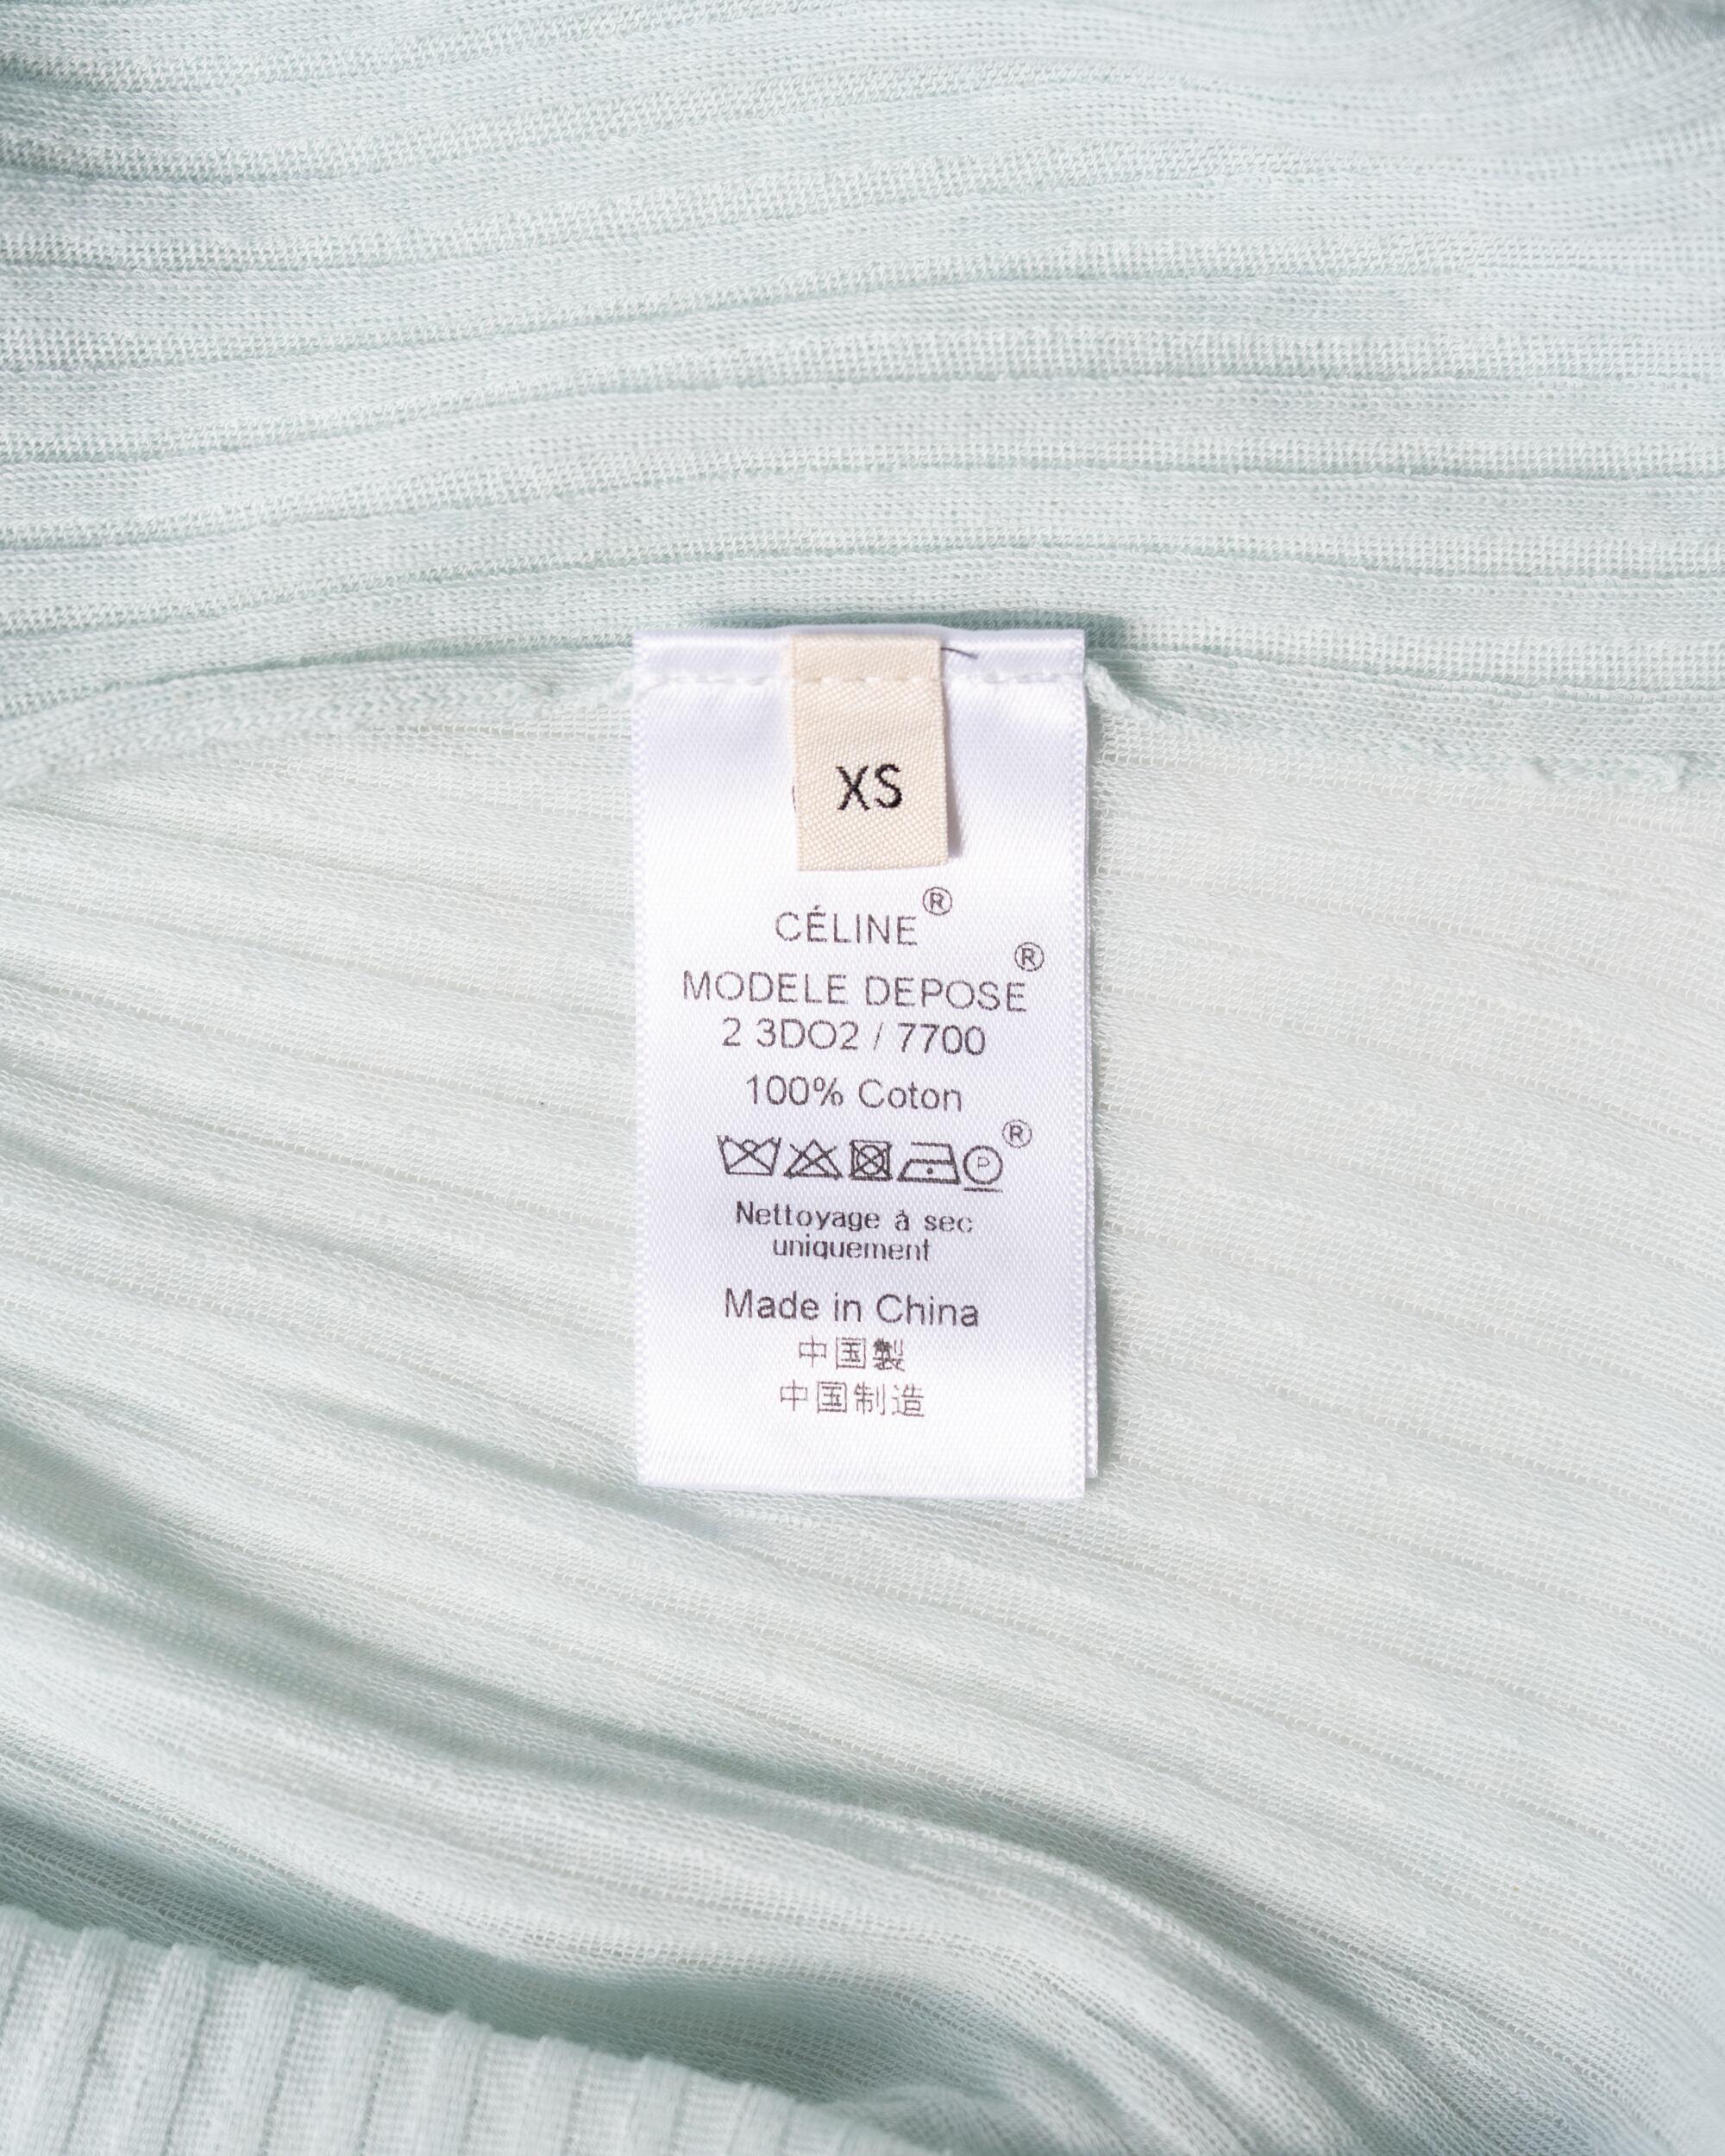 XS
CÉLINE®
MODELE DEPOSE®
2 3DO2 / 7700
100% Coton
P ®
Nettoyage à sec
uniquement
Made in China
中国製
中国制造